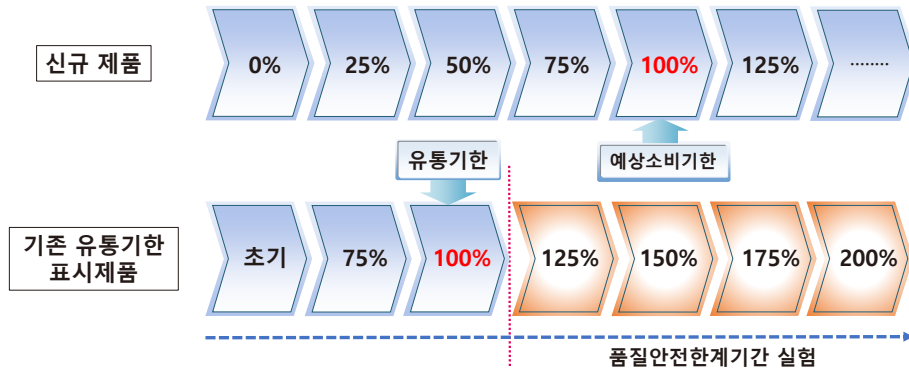 신규 제품
0% 25% 50% 75% 100% 125% ········
유통기한
예상소비기한
기존 유통기한
표시제품
초기 75% 100% 125% 150% 175% 200%
품질안전한계기간 실험